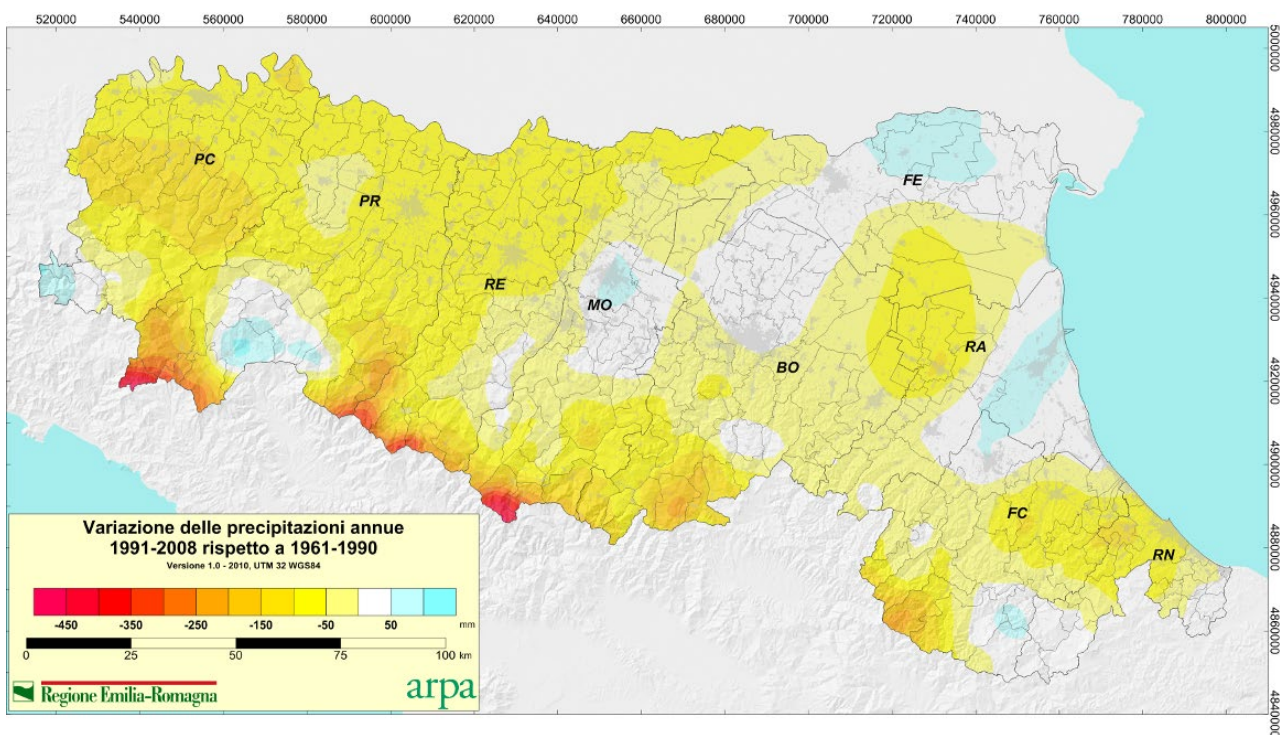 520000 540000 560000 580000 600000 620000 640000 660000 680000 700000 720000 740000 760000 780000 800000
5000000
4980000
4960000
4940000
4920000
4900000
4880000
4860000
4840000
PC
FE
PR
RE
MO
RA
BO
FC
RN
Variazione delle precipitazioni annue
1991-2008 rispetto a 1961-1990
Versione 1.0 - 2010, UTM 32 WGS84
-450 -350 -250 -150 -50 50 mm
0 25 50 75 100 km
Regione Emilia-Romagna
arpa